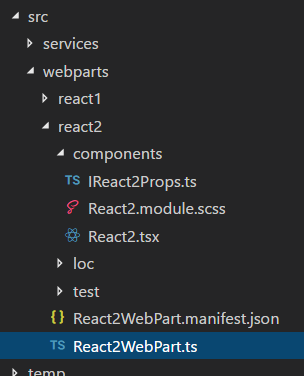 src
services
webparts
react1
react2
components
TS IReact2Props.ts
React2.module.scss
React2.tsx
loc
test
{} React2WebPart.manifest.json
TS React2WebPart.ts
temp